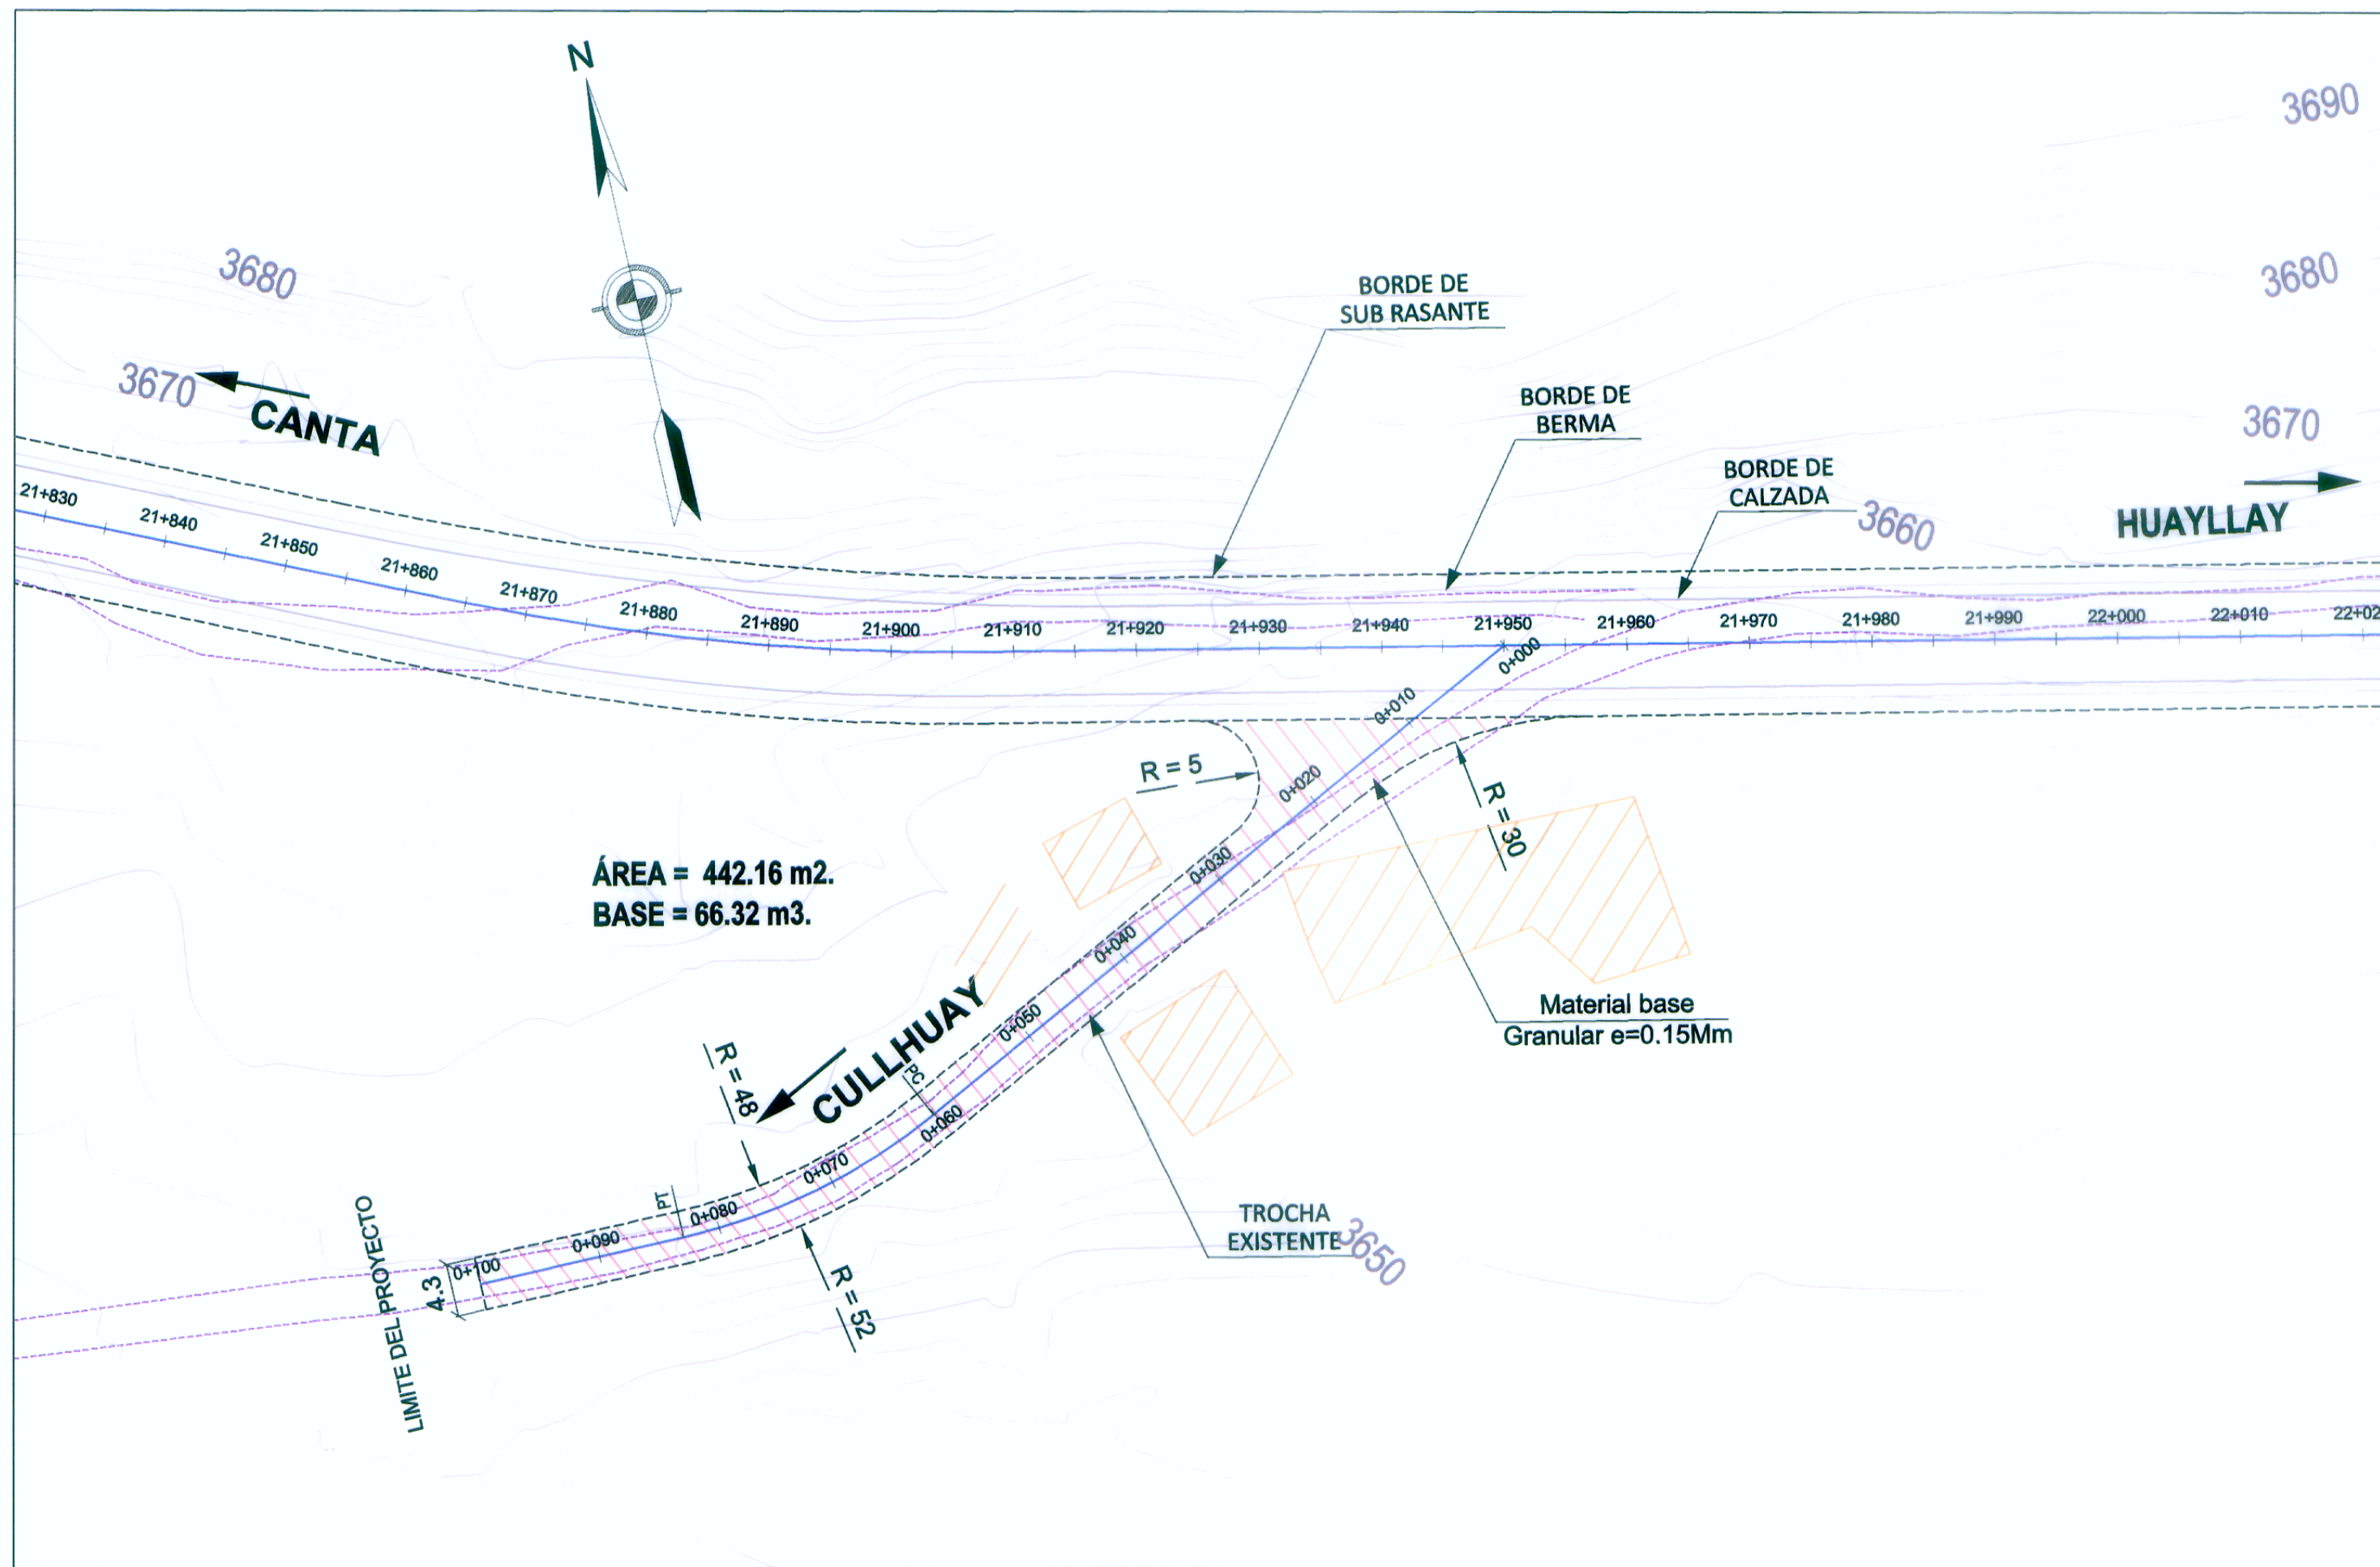 N
3690
3680
3680
3670
CANTA
3670
BORDE DE
SUB RASANTE
BORDE DE
BERMA
BORDE DE
CALZADA
3660
HUAYLLAY
21+830
21+840
21+850
21+860
21+870
21+880
21+890
21+900
21+910
21+920
21+930
21+940
21+950
21+960
21+970
21+980
21+990
22+000
22+010
22+02
0+000
0+010
0+020
0+030
0+040
0+050
PC
0+060
0+070
0+080
PT
0+090
0+100
R = 5
R = 30
ÁREA = 442.16 m2.
BASE = 66.32 m3.
CULLHUAY
Material base
Granular e=0.15Mm
R = 48
R = 52
TROCHA
EXISTENTE
3650
4.3
LIMITE DEL PROYECTO